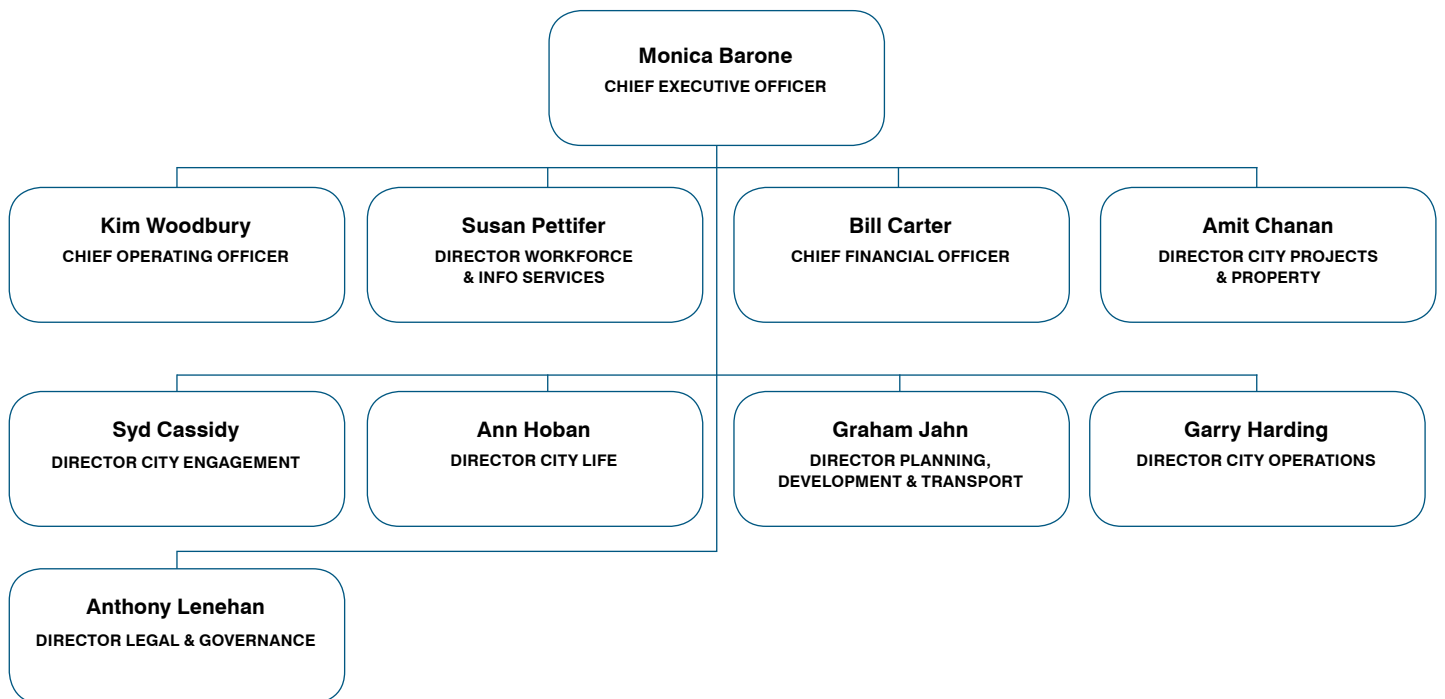 Monica Barone
CHIEF EXECUTIVE OFFICER
Kim Woodbury
CHIEF OPERATING OFFICER
Susan Pettifer
DIRECTOR WORKFORCE
& INFO SERVICES
Bill Carter
CHIEF FINANCIAL OFFICER
Amit Chanan
DIRECTOR CITY PROJECTS
& PROPERTY
Syd Cassidy
DIRECTOR CITY ENGAGEMENT
Ann Hoban
DIRECTOR CITY LIFE
Graham Jahn
DIRECTOR PLANNING,
DEVELOPMENT & TRANSPORT
Garry Harding
DIRECTOR CITY OPERATIONS
Anthony Lenehan
DIRECTOR LEGAL & GOVERNANCE